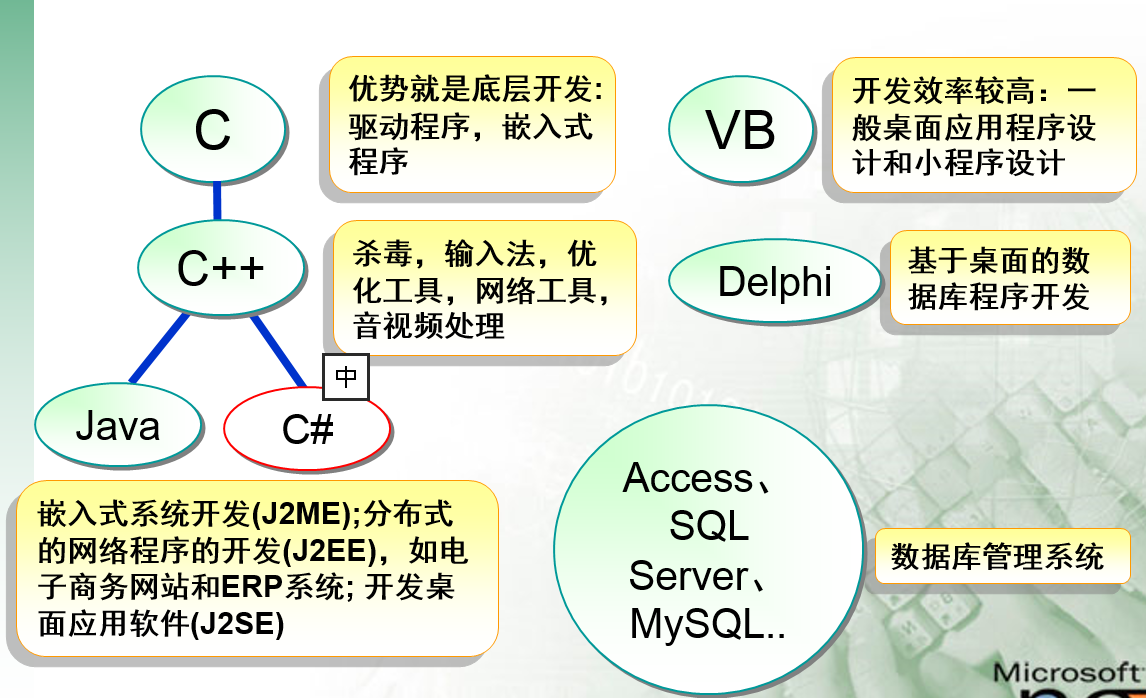 C
优势就是底层开发:
驱动程序，嵌入式
程序
VB
开发效率较高：一
般桌面应用程序设
计和小程序设计
C++
杀毒，输入法，优
化工具，网络工具，
音视频处理
Delphi
基于桌面的数
据库程序开发
中
Java
C#
嵌入式系统开发(J2ME);分布式
的网络程序的开发(J2EE)，如电
子商务网站和ERP系统; 开发桌
面应用软件(J2SE)
Access、
SQL
Server、
MySQL..
数据库管理系统
Microsoft